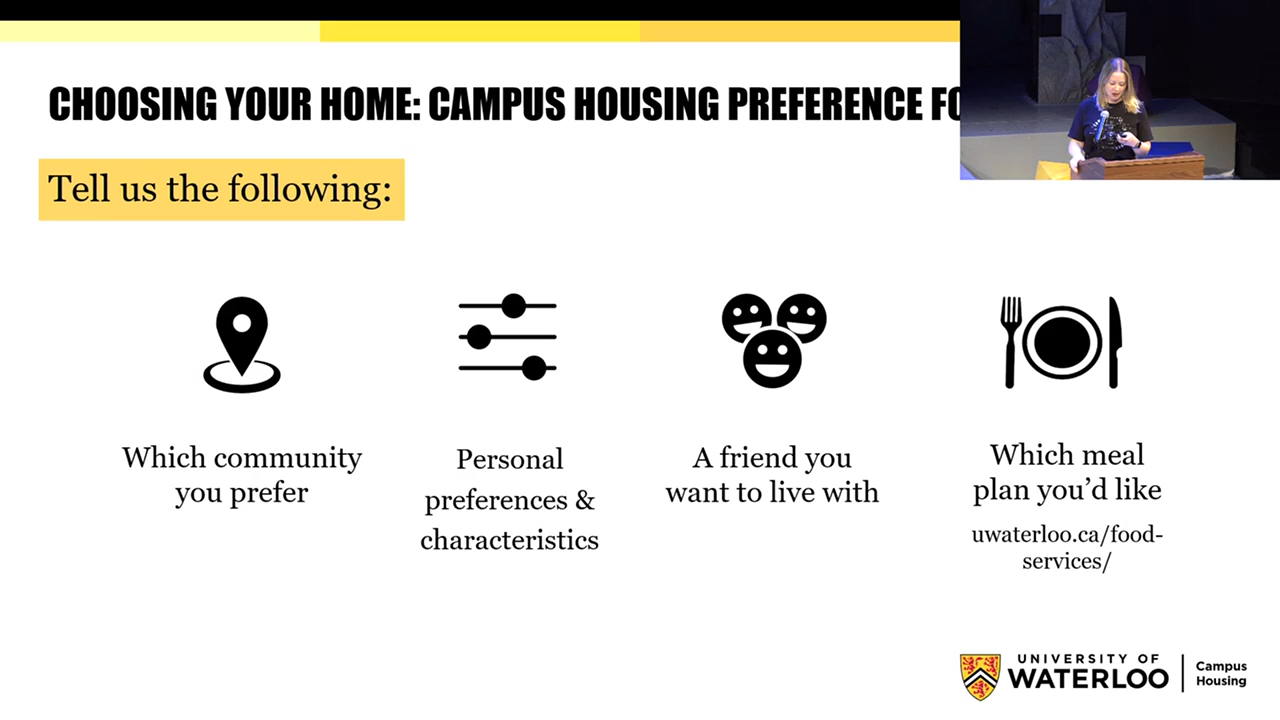 CHOOSING YOUR HOME: CAMPUS HOUSING PREFERENCE
Tell us the following:
Which community
you prefer
Personal
preferences &
characteristics
A friend you
want to live with
Which meal
plan you'd like
uwaterloo.ca/food-
services/
UNIVERSITY OF
WATERLOO
Campus
Housing